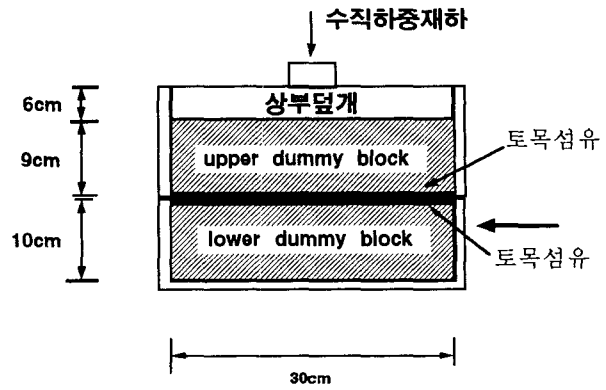 수직하중재하
6cm
상부덮개
9cm
upper dummy block
토목섬유
10cm
lower dummy block
토목섬유
30cm